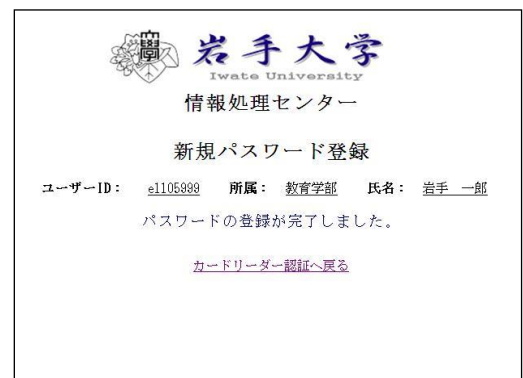 學
岩手大学
Iwate University
情報処理センター
新規パスワード登録
ユーザーID： e1105999 所属： 教育学部 氏名： 岩手 一郎
パスワードの登録が完了しました。
カードリーダー認証へ戻る